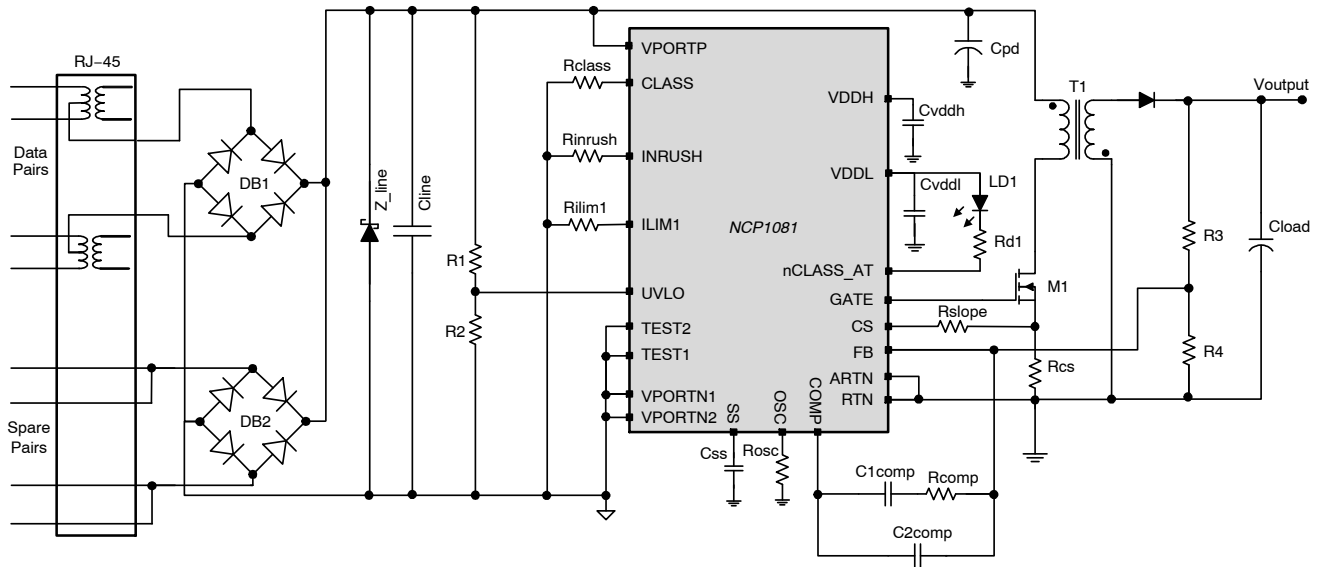 RJ–45
Data
Pairs
Spare
Pairs
DB1
DB2
Z_line
Cline
R1
R2
Rclass
Rinrush
Rilim1
VPORTP
CLASS
INRUSH
ILIM1
UVLO
TEST2
TEST1
VPORTN1
VPORTN2
NCP1081
VDDH
VDDL
nCLASS_AT
GATE
CS
FB
ARTN
RTN
SS
OSC
COMP
Css
Rosc
C1comp
Rcomp
C2comp
Cvddh
Cvddl
LD1
Rd1
Rslope
Rcs
M1
Cpd
T1
Voutput
R3
R4
Cload